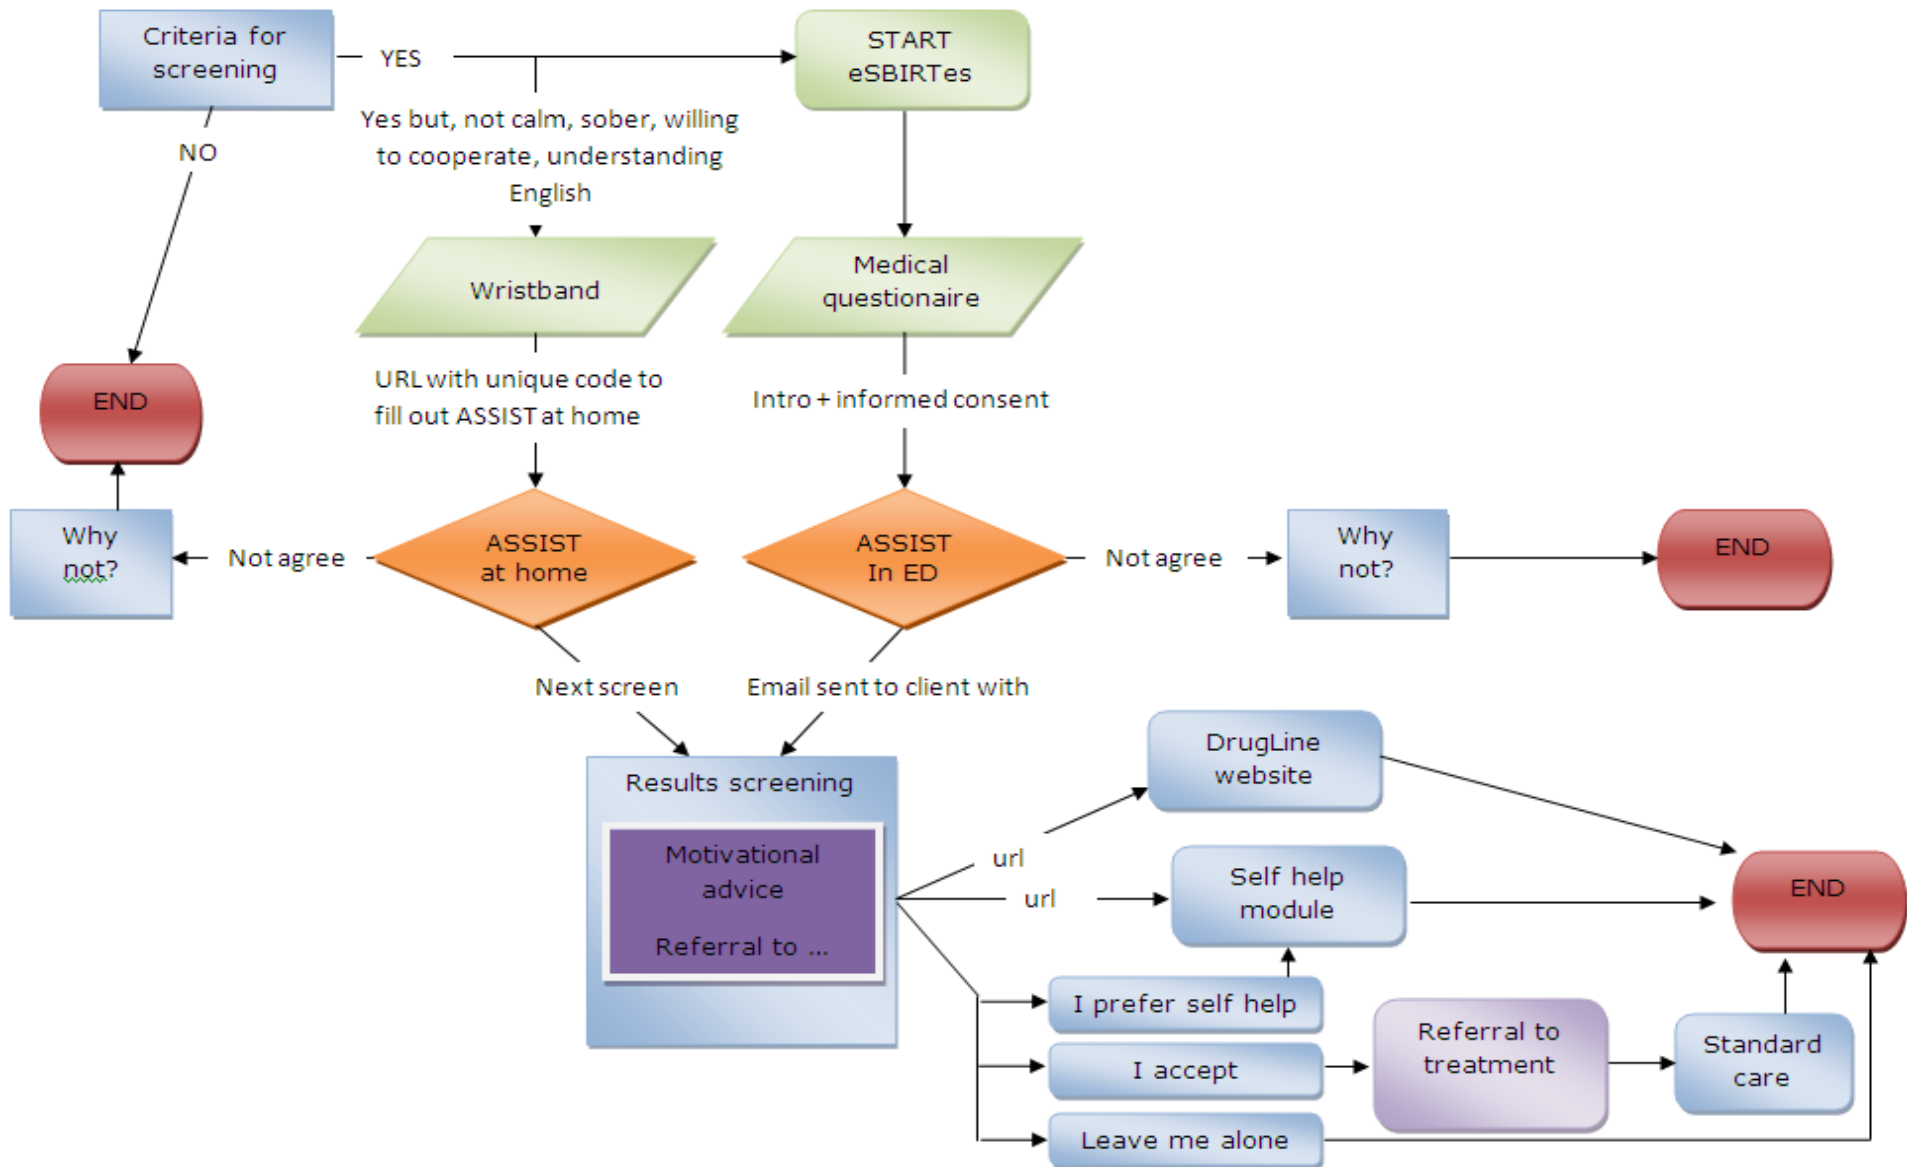 Criteria for
screening
YES
START
eSBIRTes
Yes but, not calm, sober, willing
to cooperate, understanding
English
NO
Wristband
Medical
questionaire
URL with unique code to
fill out ASSIST at home
Intro + informed consent
END
Why
not?
Not agree
ASSIST
at home
ASSIST
In ED
Not agree
Why
not?
END
Next screen
Email sent to client with
Results screening
Motivational
advice
Referral to ...
url
url
DrugLine
website
Self help
module
END
I prefer self help
I accept
Leave me alone
Referral to
treatment
Standard
care